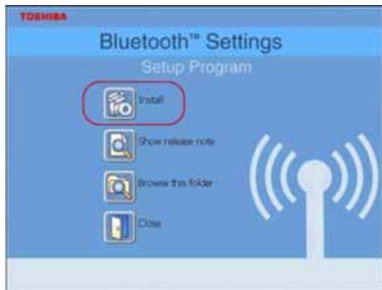 TOSHIBA
Bluetooth™ Settings
Setup Program
Install
Show release note
Browse this folder
Close